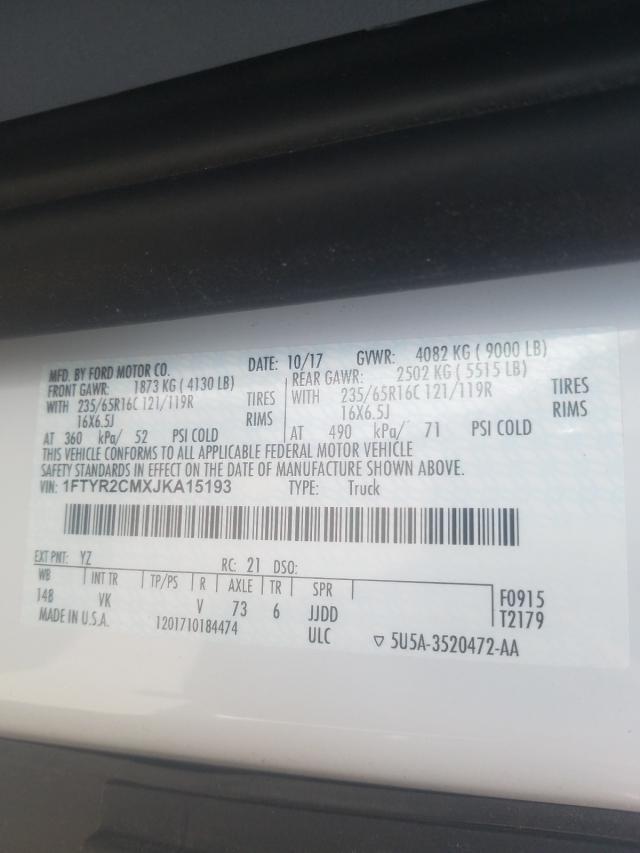 MFD. BY FORD MOTOR CO. DATE: 10/17 GVWR: 4082 KG ( 9000 LB)
FRONT GAWR: 1873 KG ( 4130 LB) REAR GAWR: 2502 KG ( 5515 LB)
WITH 235/65R16C 121/119R TIRES WITH 235/65R16C 121/119R TIRES
16X6.5J RIMS 16X6.5J RIMS
AT 360 kPa/ 52 PSI COLD AT 490 kPa/ 71 PSI COLD
THIS VEHICLE CONFORMS TO ALL APPLICABLE FEDERAL MOTOR VEHICLE
SAFETY STANDARDS IN EFFECT ON THE DATE OF MANUFACTURE SHOWN ABOVE.
VIN: 1FTYR2CMXJKA15193 TYPE: Truck
EXT PNT: YZ RC: 21 DSO:
WB INT TR TP/PS R AXLE TR SPR F0915
148 VK V 73 6 JJDD T2179
MADE IN U.S.A. 1201710184474 ULC ▽ 5U5A-3520472-AA